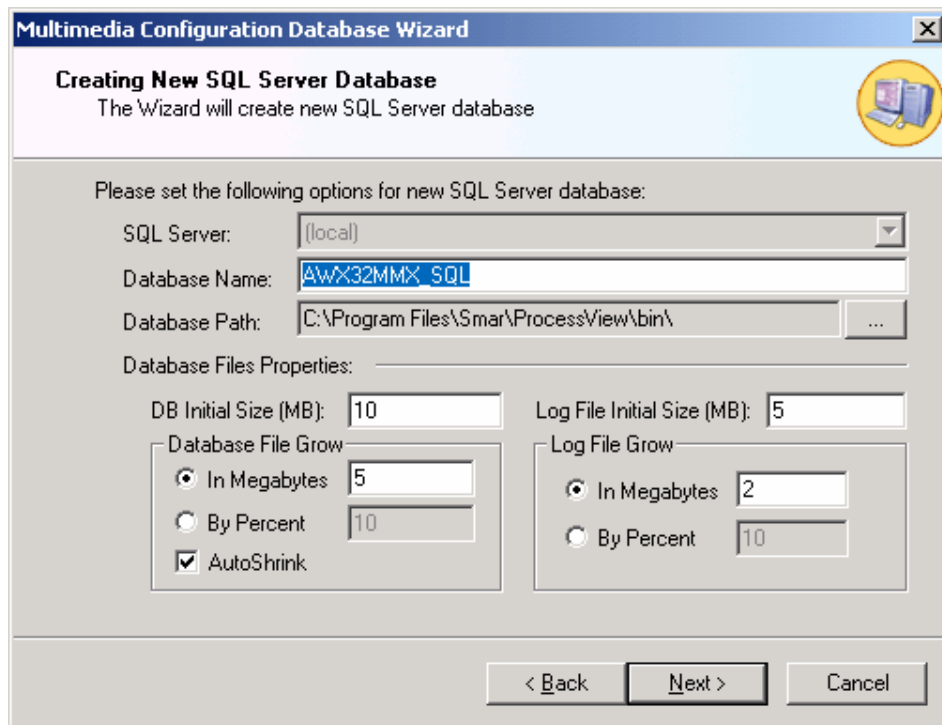 Multimedia Configuration Database Wizard
Creating New SQL Server Database
The Wizard will create new SQL Server database
Please set the following options for new SQL Server database:
SQL Server: (local)
Database Name: AWX32MMX_SQL
Database Path: C:\Program Files\Smar\ProcessView\bin\ ...
Database Files Properties:
DB Initial Size (MB): 10 Log File Initial Size (MB): 5
Database File Grow Log File Grow
In Megabytes 5 In Megabytes 2
By Percent 10 By Percent 10
AutoShrink
< Back Next > Cancel